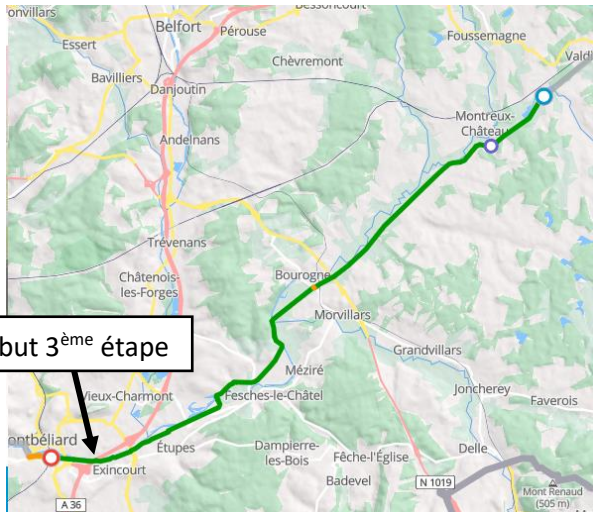 onvillars
Belfort
Pérouse
Bessoncourt
Essert
Foussemagne
Bavilliers
Chèvremont
Valdi
Danjoutin
Montreux-
Château
Andelnans
Trévenans
Châtenois
les-Forges
Bourogne
Morvillars
but 3ème étape
Grandvillars
Méziré
Vieux-Charmont
Fesches-le-Châtel
Joncherey
Faverois
ontbéliard
Étupes
Exincourt
Dampierre-
les-Bois
Fêche-l'Église
Delle
Badevel
A 36
N 1019
Mont Renaud
(505 m)